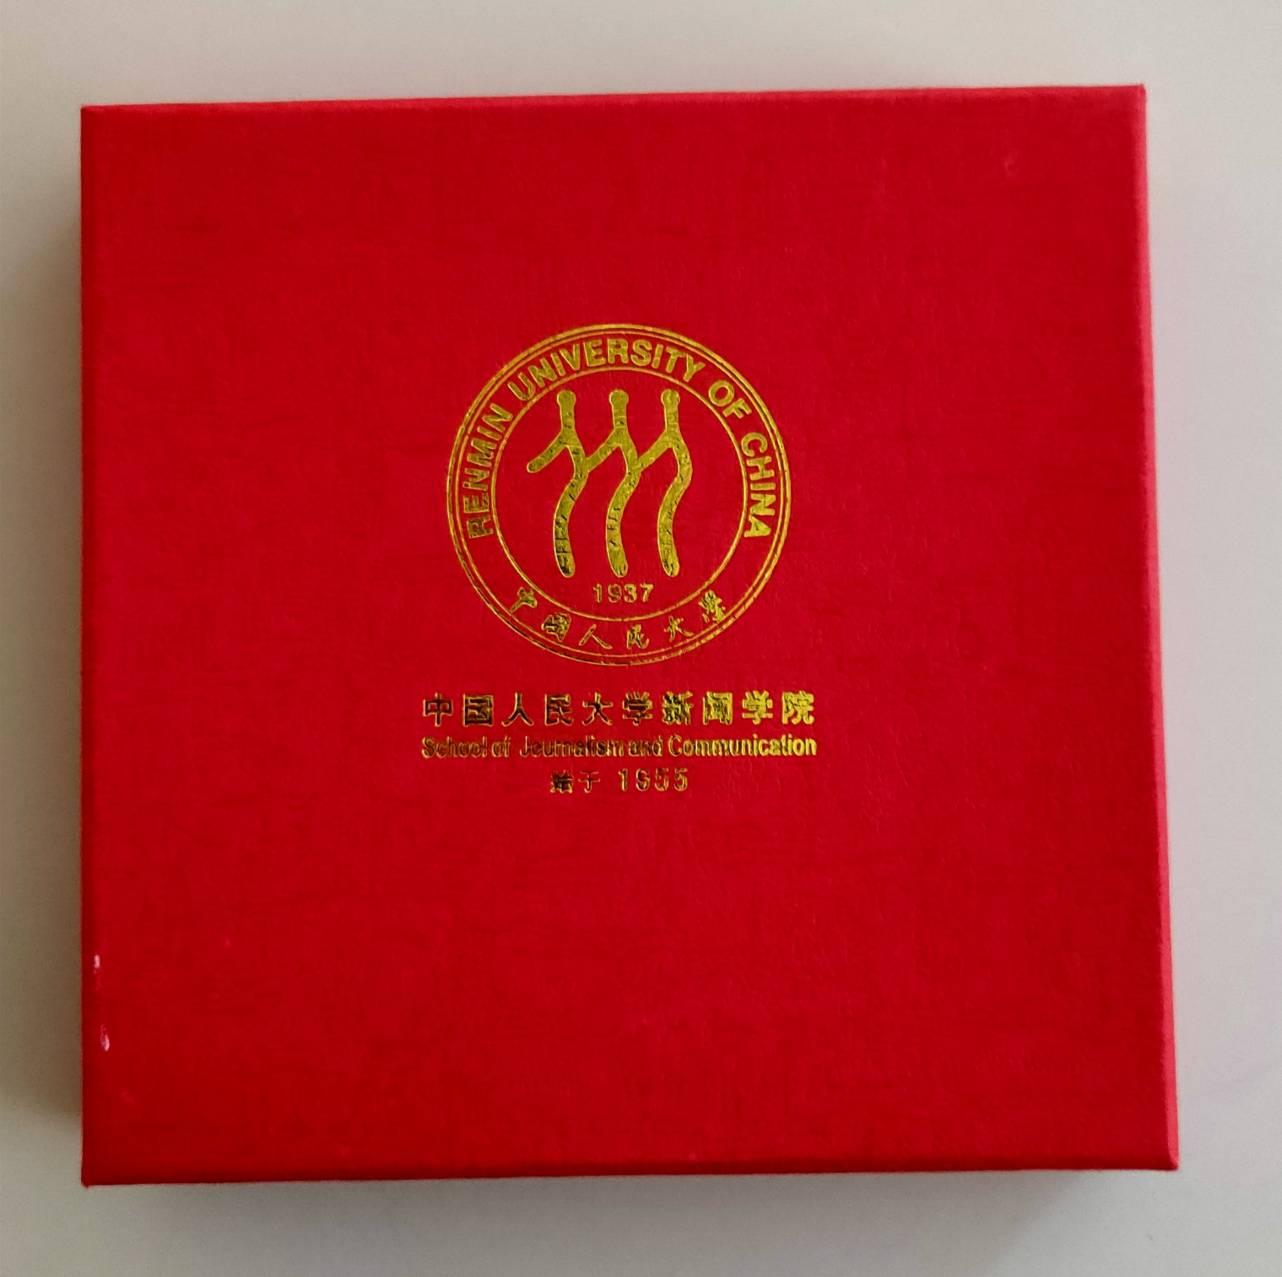 RENMIN UNIVERSITY OF CHINA
1937
中国人民大学
中国人民大学新闻学院
School of Journalism and Communication
始于 1955